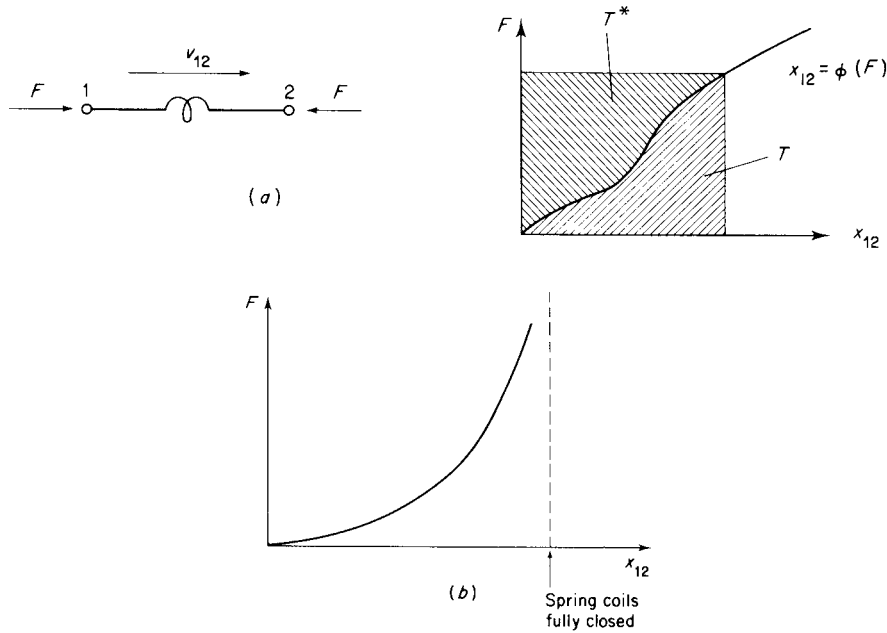 v₁₂
F
1
2
F
(a)
F
T*
x₁₂ = ϕ (F)
T
x₁₂
F
x₁₂
(b)
Spring coils
fully closed